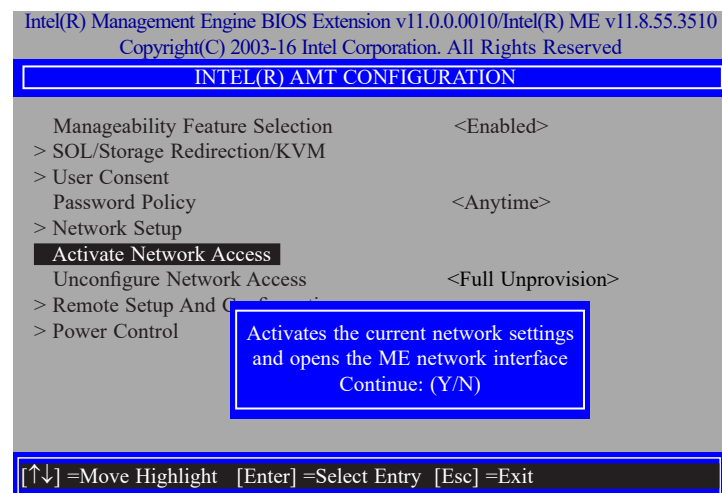 Intel(R) Management Engine BIOS Extension v11.0.0.0010/Intel(R) ME v11.8.55.3510
Copyright(C) 2003-16 Intel Corporation. All Rights Reserved
INTEL(R) AMT CONFIGURATION
Manageability Feature Selection <Enabled>
> SOL/Storage Redirection/KVM
> User Consent
Password Policy <Anytime>
> Network Setup
Activate Network Access
Unconfigure Network Access <Full Unprovision>
> Remote Setup And
> Power Control
Activates the current network settings
and opens the ME network interface
Continue: (Y/N)
[↑↓] =Move Highlight [Enter] =Select Entry [Esc] =Exit